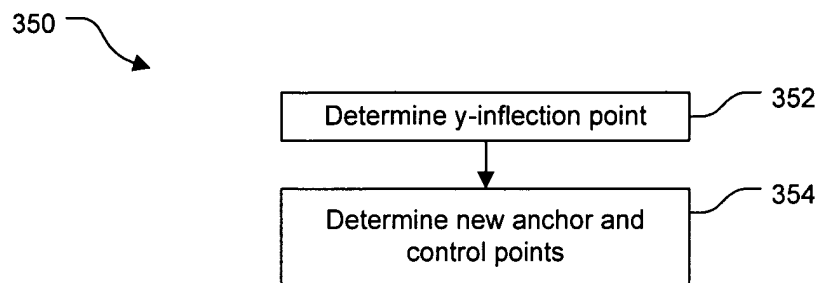 350
352
Determine y-inflection point
354
Determine new anchor and
control points